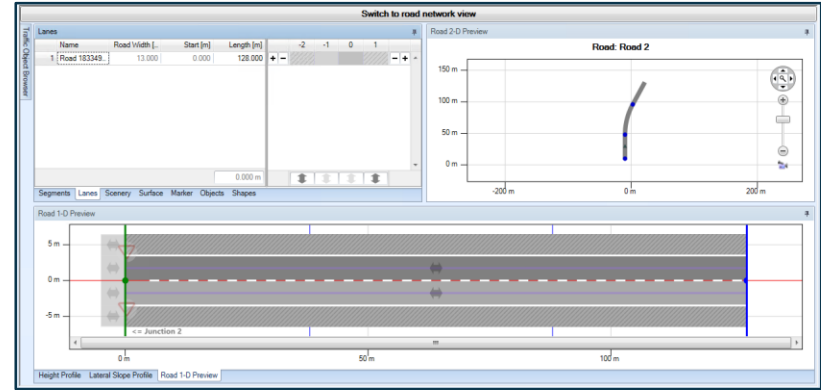 Switch to road network view
Traffic Object Browser
Lanes
Name Road Width [.. Start [m] Length [m] -2 -1 0 1
1 Road 183349.. 13.000 0.000 128.000 + - - +
0.000 m
Segments Lanes Scenery Surface Marker Objects Shapes
Road 2-D Preview
Road: Road 2
150 m
100 m
50 m
0 m
-200 m 0 m 200 m
Road 1-D Preview
5 m
0 m
-5 m
<= Junction 2
m
0 m 50 m 100 m
Height Profile Lateral Slope Profile Road 1-D Preview